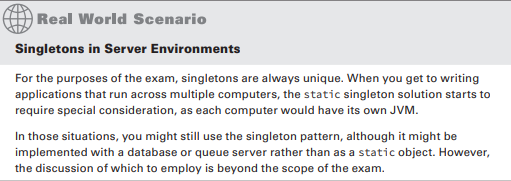 Real World Scenario
Singletons in Server Environments
For the purposes of the exam, singletons are always unique. When you get to writing
applications that run across multiple computers, the static singleton solution starts to
require special consideration, as each computer would have its own JVM.
In those situations, you might still use the singleton pattern, although it might be
implemented with a database or queue server rather than as a static object. However,
the discussion of which to employ is beyond the scope of the exam.